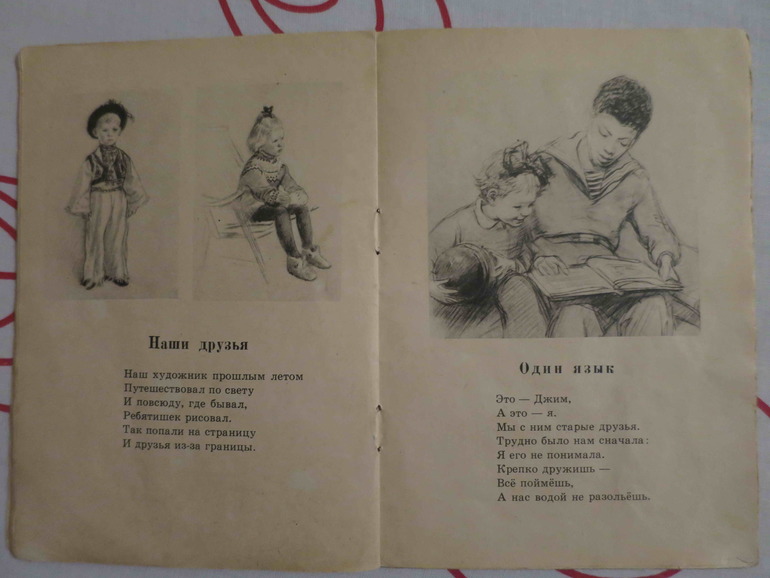 Наши друзья
Наш художник прошлым летом
Путешествовал по свету
И повсюду, где бывал,
Ребятишек рисовал.
Так попали на страницу
И друзья из-за границы.
Один язык
Это — Джим,
А это — я.
Мы с ним старые друзья.
Трудно было нам сначала:
Я его не понимала.
Крепко дружишь —
Всё поймёшь,
А нас водой не разольёшь.